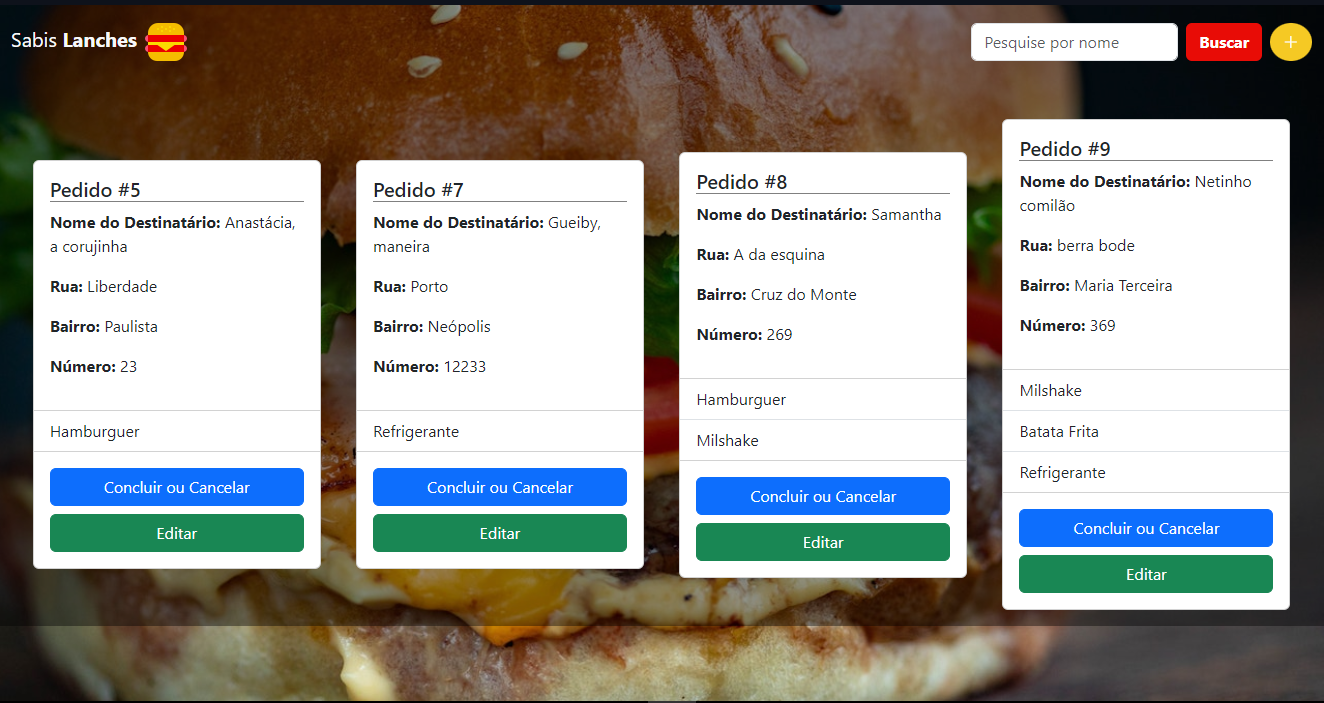 Sabis Lanches
Pesquise por nome
Buscar
+
Pedido #5
Nome do Destinatário: Anastácia,
a corujinha
Rua: Liberdade
Bairro: Paulista
Número: 23
Hamburguer
Concluir ou Cancelar
Editar
Pedido #7
Nome do Destinatário: Gueiby,
maneira
Rua: Porto
Bairro: Neópolis
Número: 12233
Refrigerante
Concluir ou Cancelar
Editar
Pedido #8
Nome do Destinatário: Samantha
Rua: A da esquina
Bairro: Cruz do Monte
Número: 269
Hamburguer
Milshake
Concluir ou Cancelar
Editar
Pedido #9
Nome do Destinatário: Netinho
comilão
Rua: berra bode
Bairro: Maria Terceira
Número: 369
Milshake
Batata Frita
Refrigerante
Concluir ou Cancelar
Editar